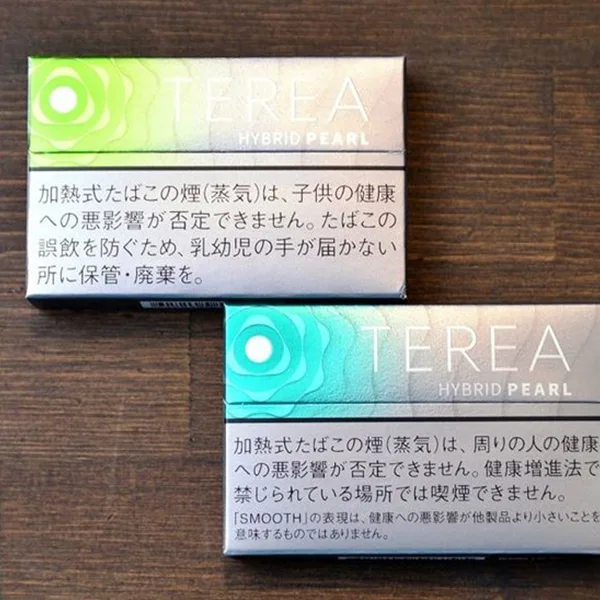 TEREA
HYBRID PEARL
加熱式たばこの煙(蒸気)は、子供の健康
への悪影響が否定できません。たばこの
誤飲を防ぐため、乳幼児の手が届かない
所に保管・廃棄を。
TEREA
HYBRID PEARL
加熱式たばこの煙(蒸気)は、周りの人の健康
への悪影響が否定できません。健康増進法で
禁じられている場所では喫煙できません。
「SMOOTH」の表現は、健康への悪影響が他製品より小さいことを
意味するものではありません。